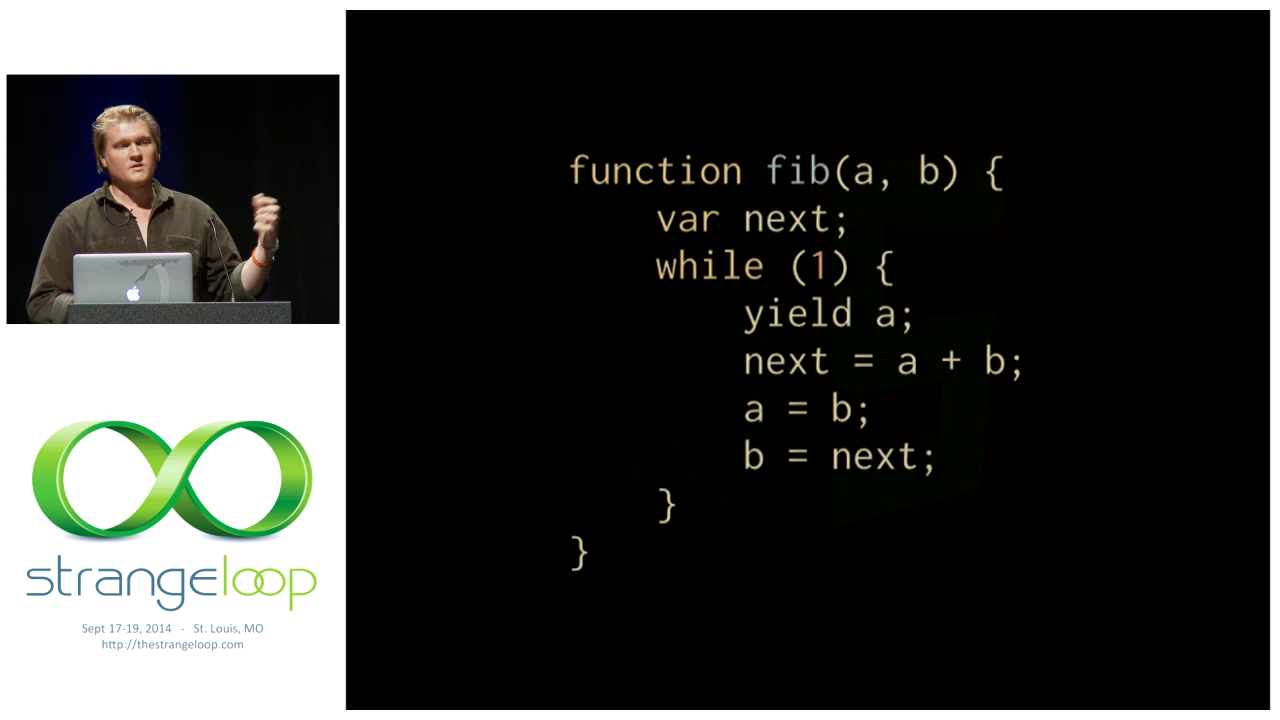 function fib(a, b) {
    var next;
    while (1) {
        yield a;
        next = a + b;
        a = b;
        b = next;
    }
}
strangeloop
Sept 17-19, 2014 - St. Louis, MO
http://thestrangeloop.com